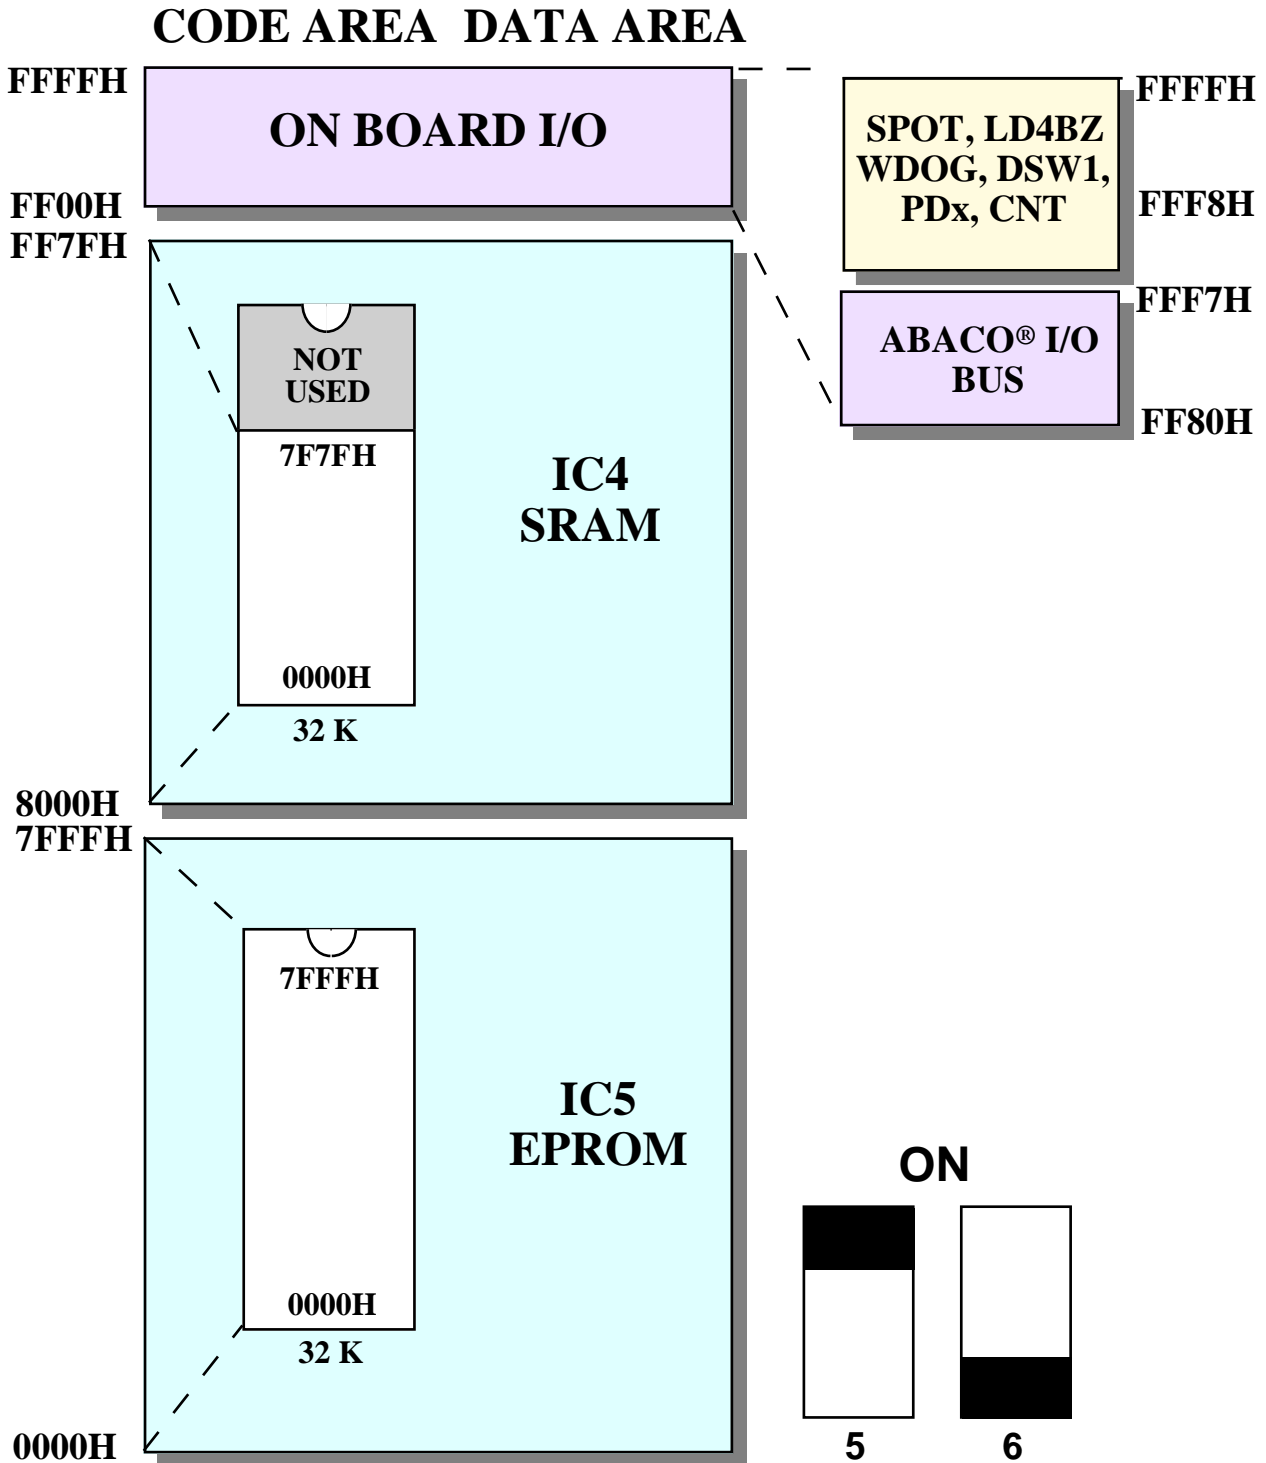 CODE AREA DATA AREA
FFFFH
ON BOARD I/O
FF00H
FFFFH
SPOT, LD4BZ
WDOG, DSW1,
PDx, CNT
FFF8H
FFF7H
ABACO® I/O
BUS
FF80H
FF7FH
NOT
USED
7F7FH
IC4
SRAM
0000H
32 K
8000H
7FFFH
7FFFH
IC5
EPROM
0000H
32 K
0000H
ON
5 6